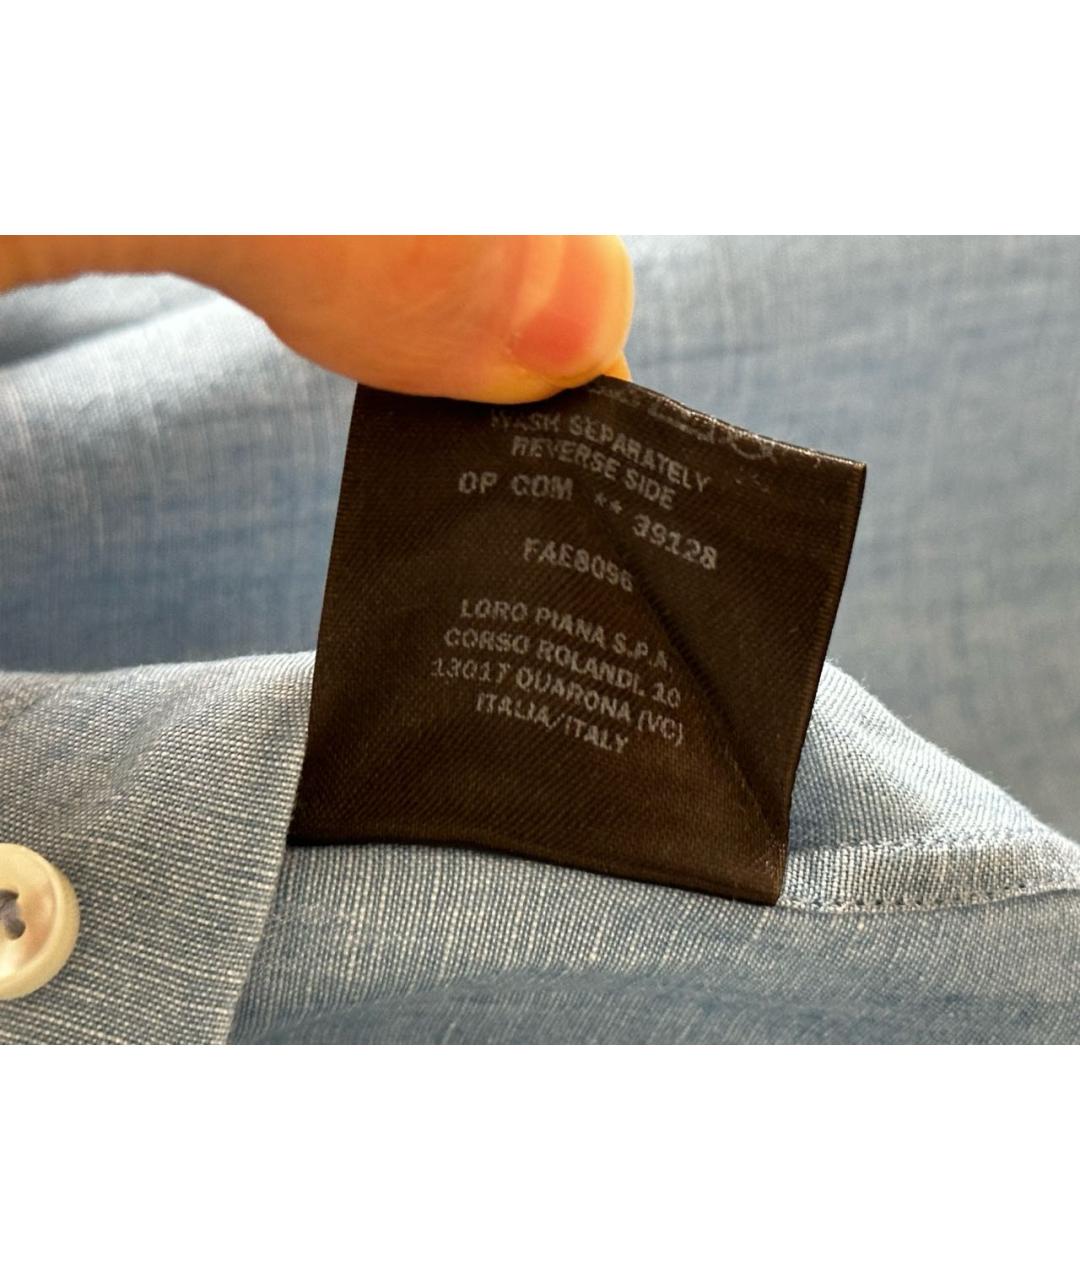 WASH SEPARATELY
REVERSE SIDE
OP COM ** 39128
FAE8096
LORO PIANA S.P.A.
CORSO ROLANDI, 10
13017 QUARONA (VC)
ITALIA/ITALY